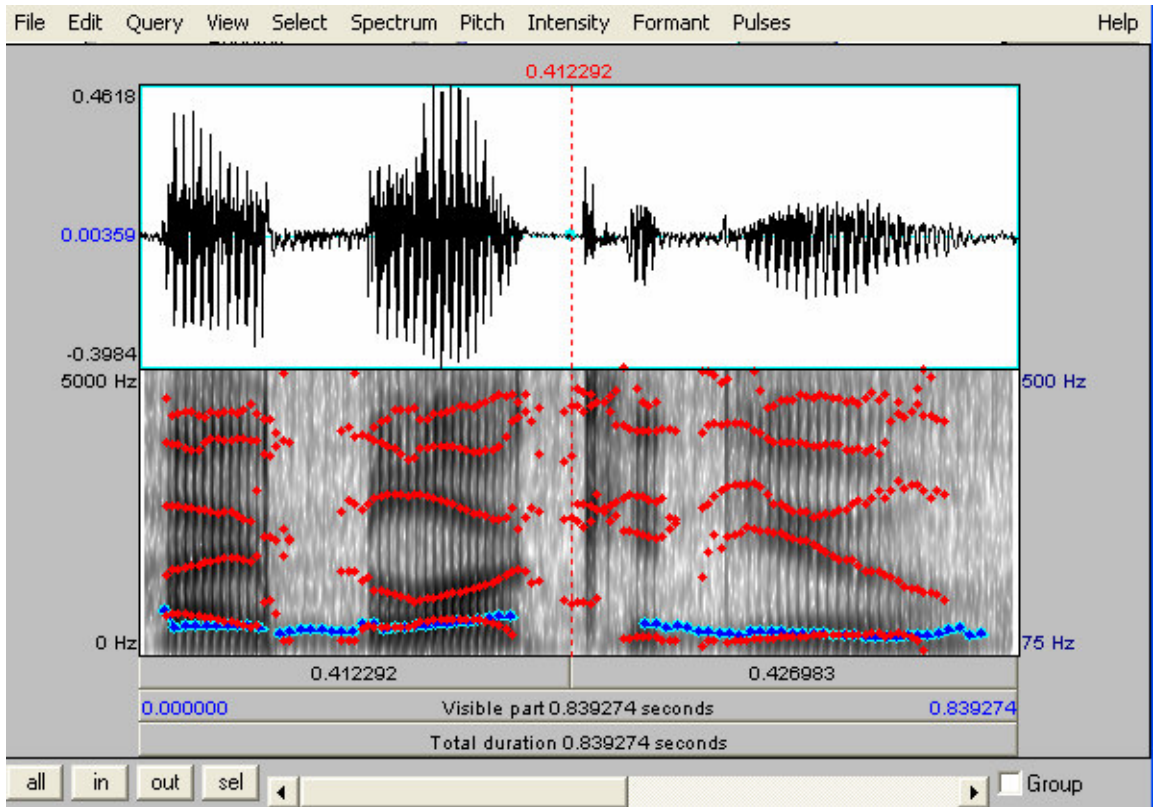 File Edit Query View Select Spectrum Pitch Intensity Formant Pulses Help
0.412292
0.4618
0.00359
-0.3984
5000 Hz 500 Hz
0 Hz 75 Hz
0.412292 0.426983
0.000000 Visible part 0.839274 seconds 0.839274
Total duration 0.839274 seconds
all in out sel Group